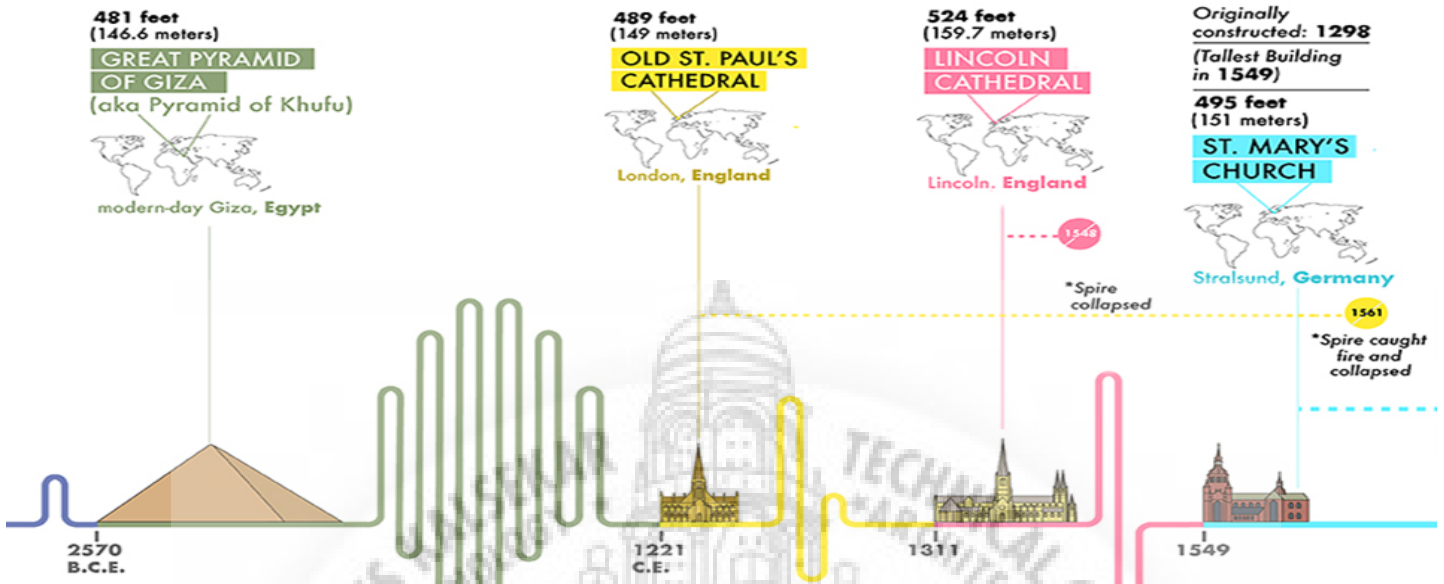 481 feet
(146.6 meters)
GREAT PYRAMID
OF GIZA
(aka Pyramid of Khufu)
modern-day Giza, Egypt
489 feet
(149 meters)
OLD ST. PAUL'S
CATHEDRAL
London, England
524 feet
(159.7 meters)
LINCOLN
CATHEDRAL
Lincoln. England
1548
*Spire
collapsed
Originally
constructed: 1298
(Tallest Building
in 1549)
495 feet
(151 meters)
ST. MARY'S
CHURCH
Stralsund, Germany
1561
*Spire caught
fire and
collapsed
KALSEKAR
TECHNICAL
2570
B.C.E.
1221
C.E.
1311
1549